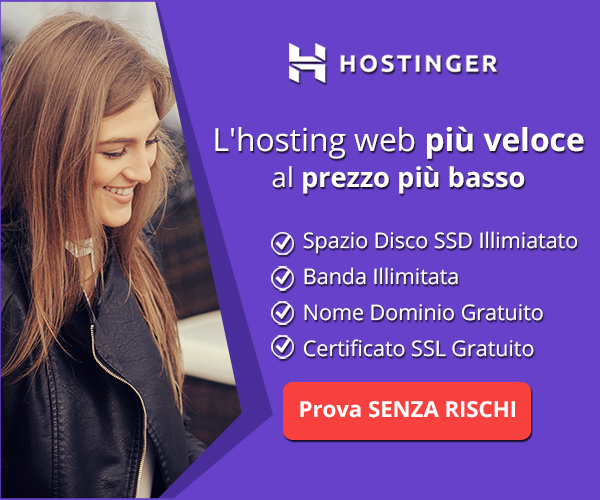 HOSTINGER
L'hosting web più veloce
al prezzo più basso
Spazio Disco SSD Illimiatato
Banda Illimitata
Nome Dominio Gratuito
Certificato SSL Gratuito
Prova SENZA RISCHI